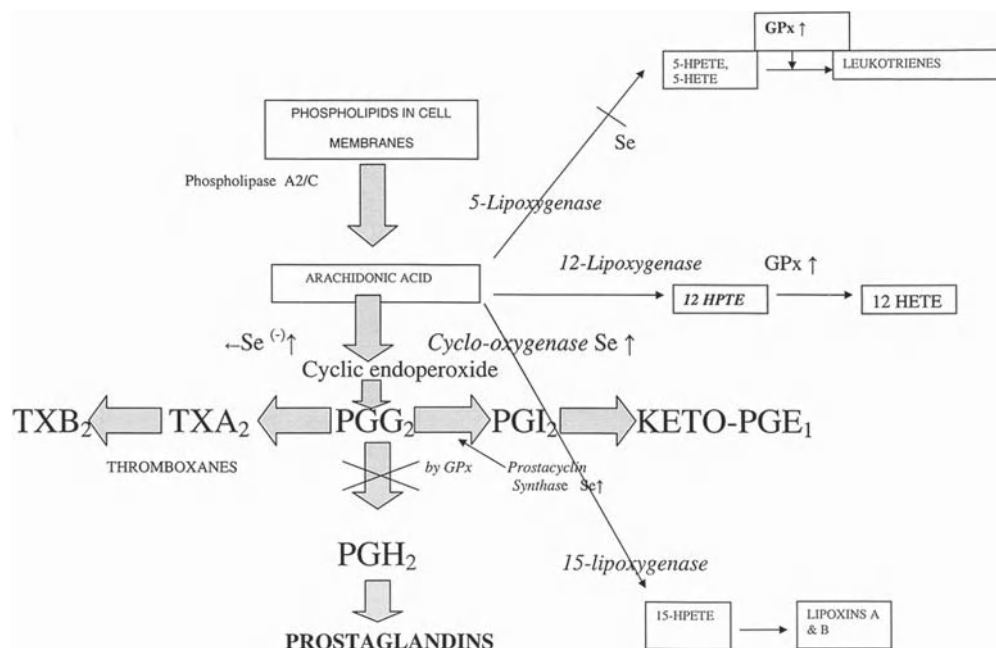 GPx ↑
5-HPETE,
5-HETE
LEUKOTRIENES
PHOSPHOLIPIDS IN CELL
MEMBRANES
Se
Phospholipase A2/C
5-Lipoxygenase
12-Lipoxygenase GPx ↑
ARACHIDONIC ACID
12 HPTE
12 HETE
←Se (-)↑
Cyclo-oxygenase Se ↑
Cyclic endoperoxide
TXB2 TXA2 PGG2 PGI2 KETO-PGE1
THROMBOXANES
by GPx
Prostacyclin
Synthase Se↑
PGH2
15-lipoxygenase
15-HPETE
LIPOXINS A
& B
PROSTAGLANDINS